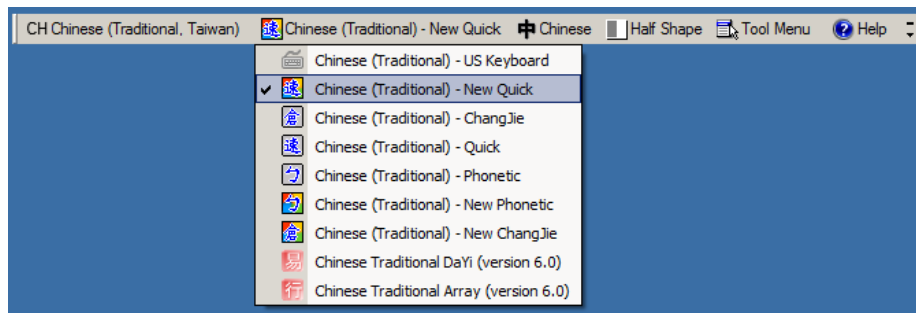 CH Chinese (Traditional, Taiwan) 速 Chinese (Traditional) - New Quick 中 Chinese Half Shape Tool Menu ? Help
Chinese (Traditional) - US Keyboard
速 Chinese (Traditional) - New Quick
倉 Chinese (Traditional) - ChangJie
速 Chinese (Traditional) - Quick
ㄅ Chinese (Traditional) - Phonetic
ㄅ Chinese (Traditional) - New Phonetic
倉 Chinese (Traditional) - New ChangJie
易 Chinese Traditional DaYi (version 6.0)
行 Chinese Traditional Array (version 6.0)